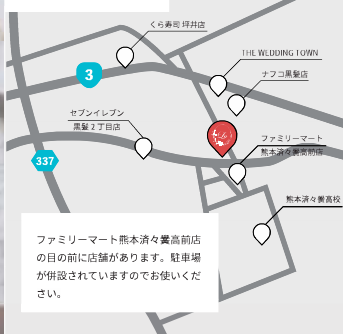 くら寿司 坪井店
THE WEDDING TOWN
3
ナフコ黒髪店
セブンイレブン
黒髪 2 丁目店
ファミリーマート
熊本済々黌高前店
337
熊本済々黌高校
ファミリーマート熊本済々黌高前店
の目の前に店舗があります。駐車場
が併設されていますのでお使いくだ
さい。